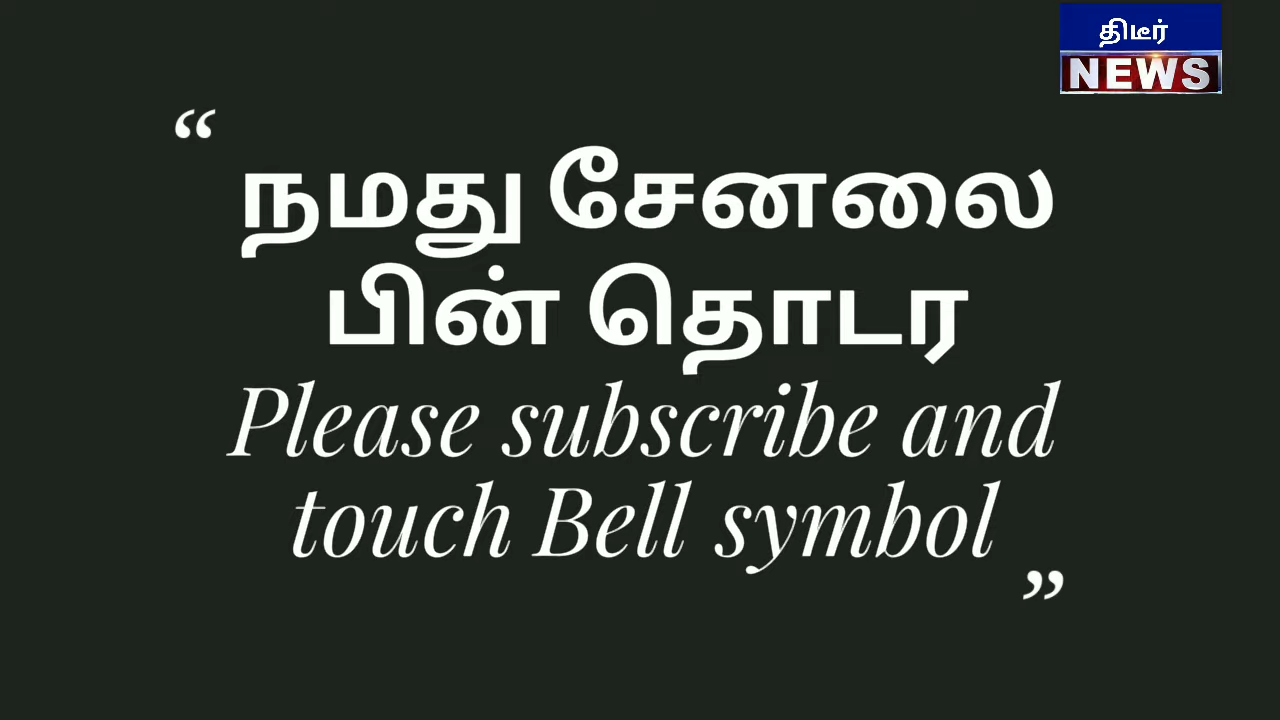 திடீர்
NEWS
“
நமது சேனலை
பின் தொடர
Please subscribe and
touch Bell symbol
”